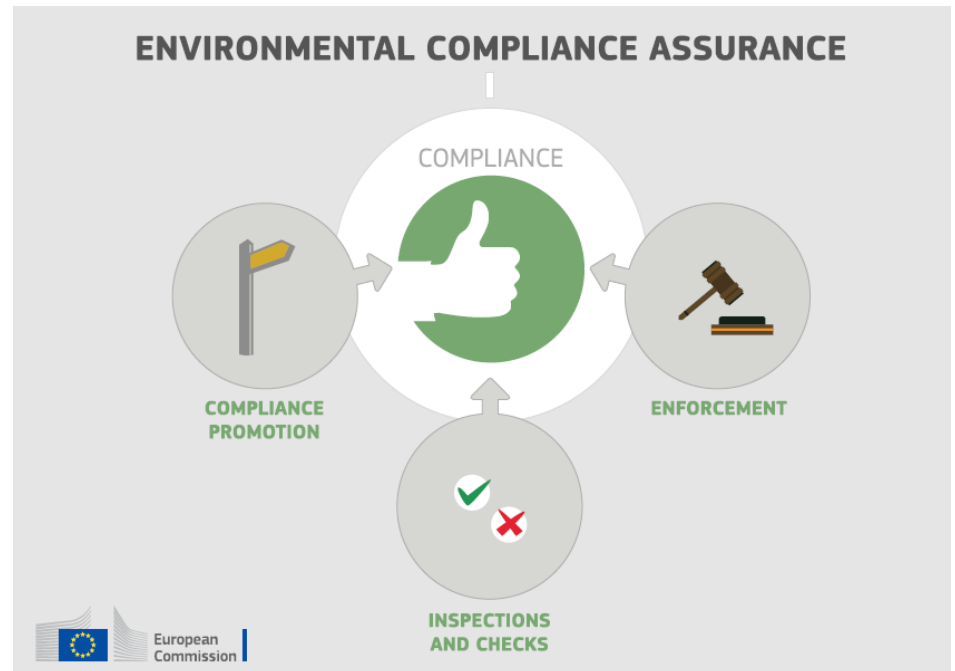 ENVIRONMENTAL COMPLIANCE ASSURANCE
COMPLIANCE
COMPLIANCE
PROMOTION
ENFORCEMENT
INSPECTIONS
AND CHECKS
European
Commission